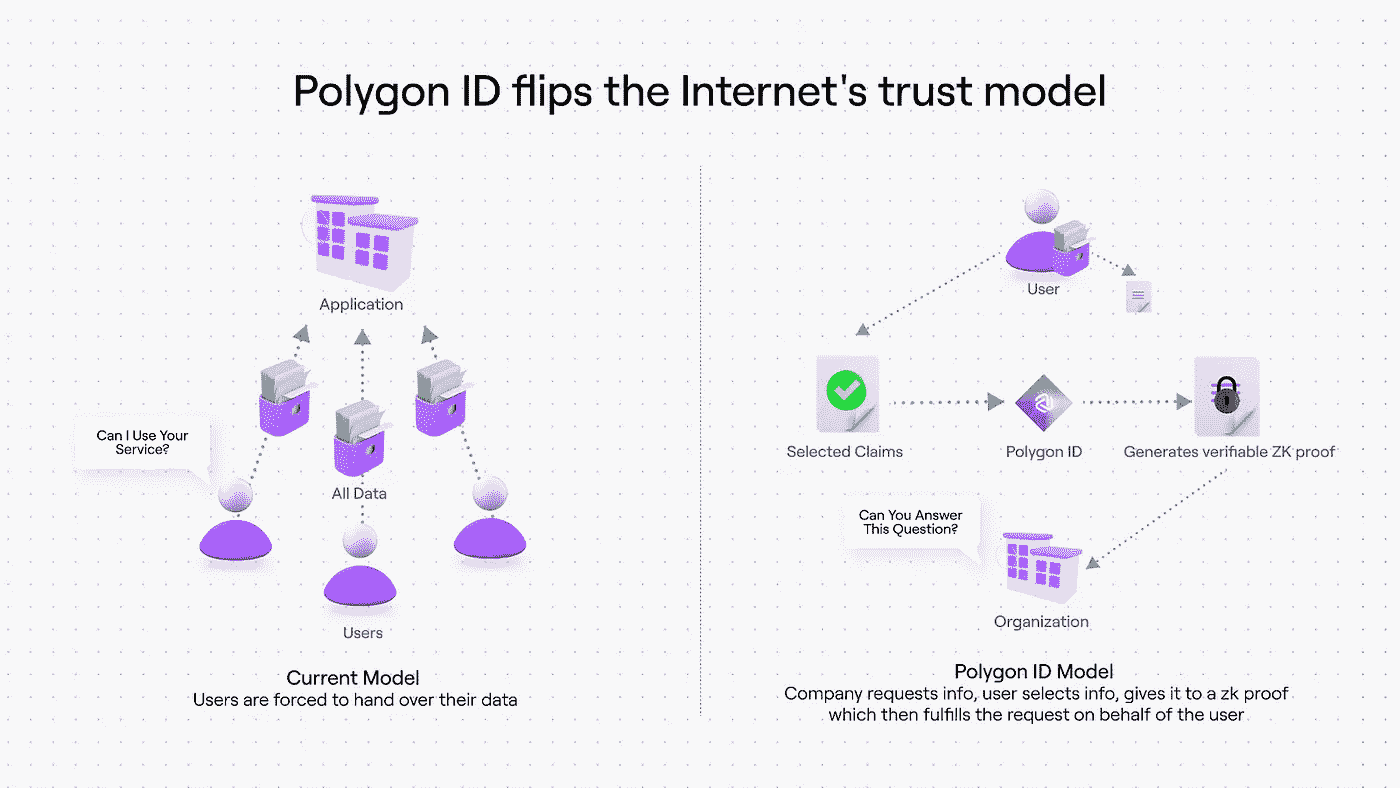 Polygon ID flips the Internet's trust model
Application
Can I Use Your
Service?
All Data
Users
Current Model
Users are forced to hand over their data
User
Selected Claims
Polygon ID
Generates verifiable ZK proof
Can You Answer
This Question?
Organization
Polygon ID Model
Company requests info, user selects info, gives it to a zk proof
which then fulfills the request on behalf of the user